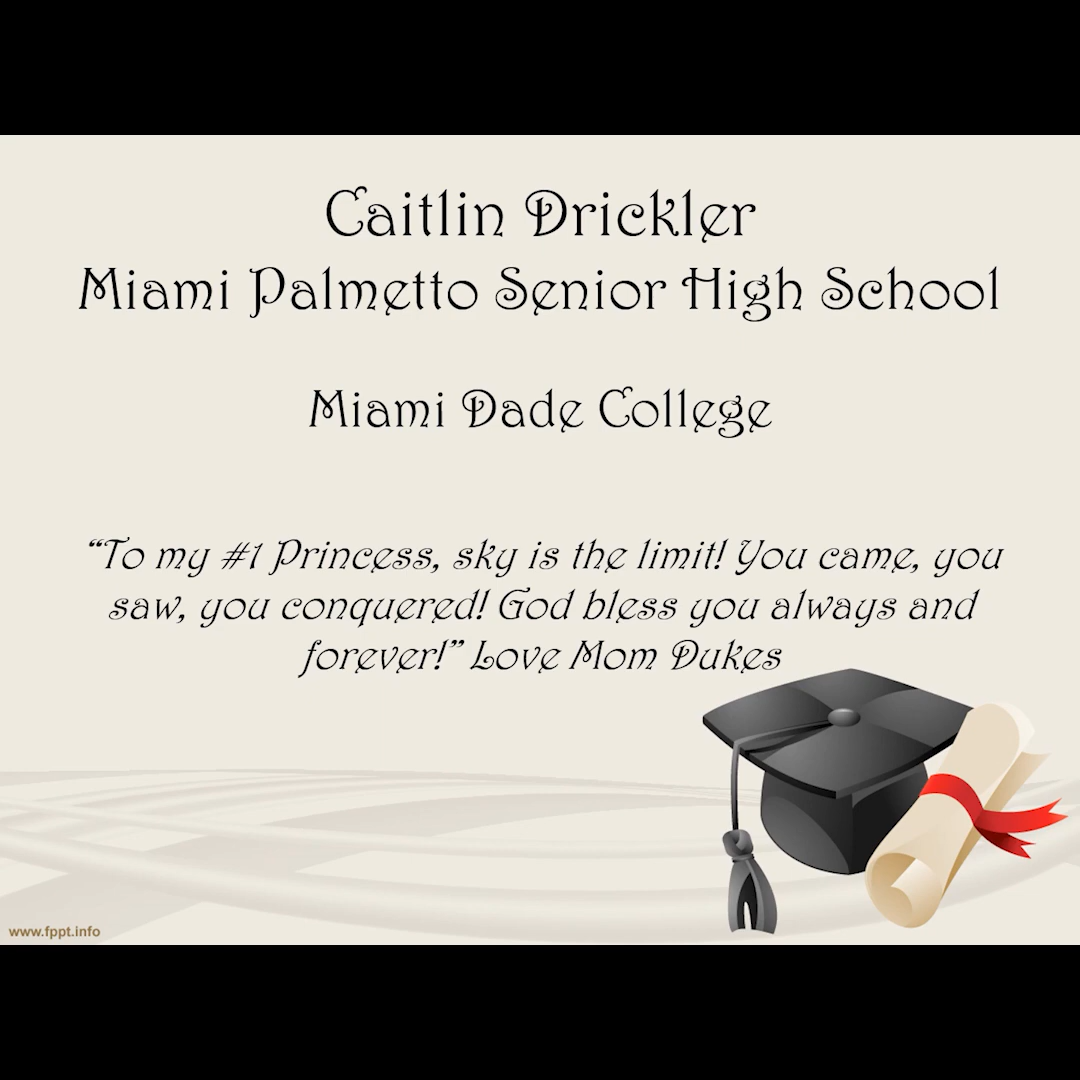 Caitlin Drickler
Miami Palmetto Senior High School
Miami Dade College
“To my #1 Princess, sky is the limit! You came, you
saw, you conquered! God bless you always and
forever!” Love Mom Dukes
www.fppt.info